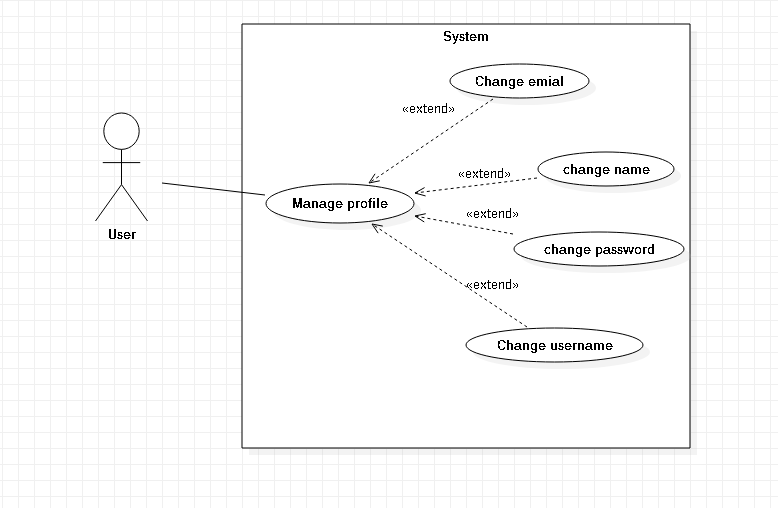 System
Change emial
«extend»
change name
«extend»
Manage profile
«extend»
User
change password
«extend»
Change username